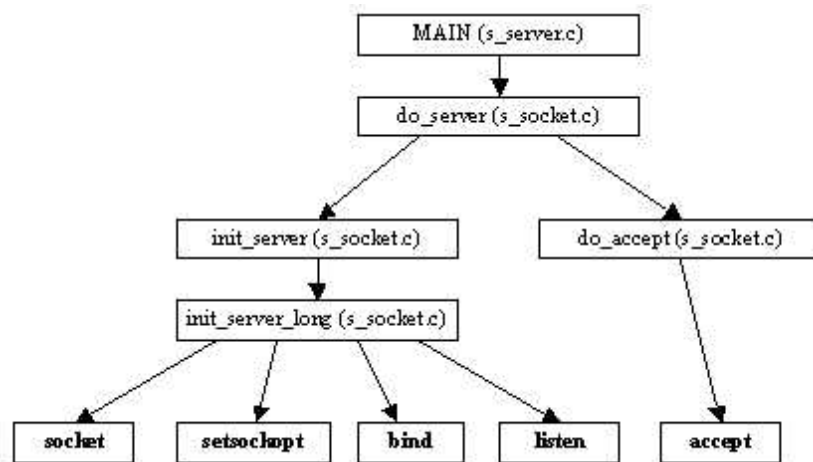 MAIN (s_server.c)
do_server (s_socket.c)
init_server (s_socket.c)
do_accept (s_socket.c)
init_server_long (s_socket.c)
socket
setsockopt
bind
listen
accept